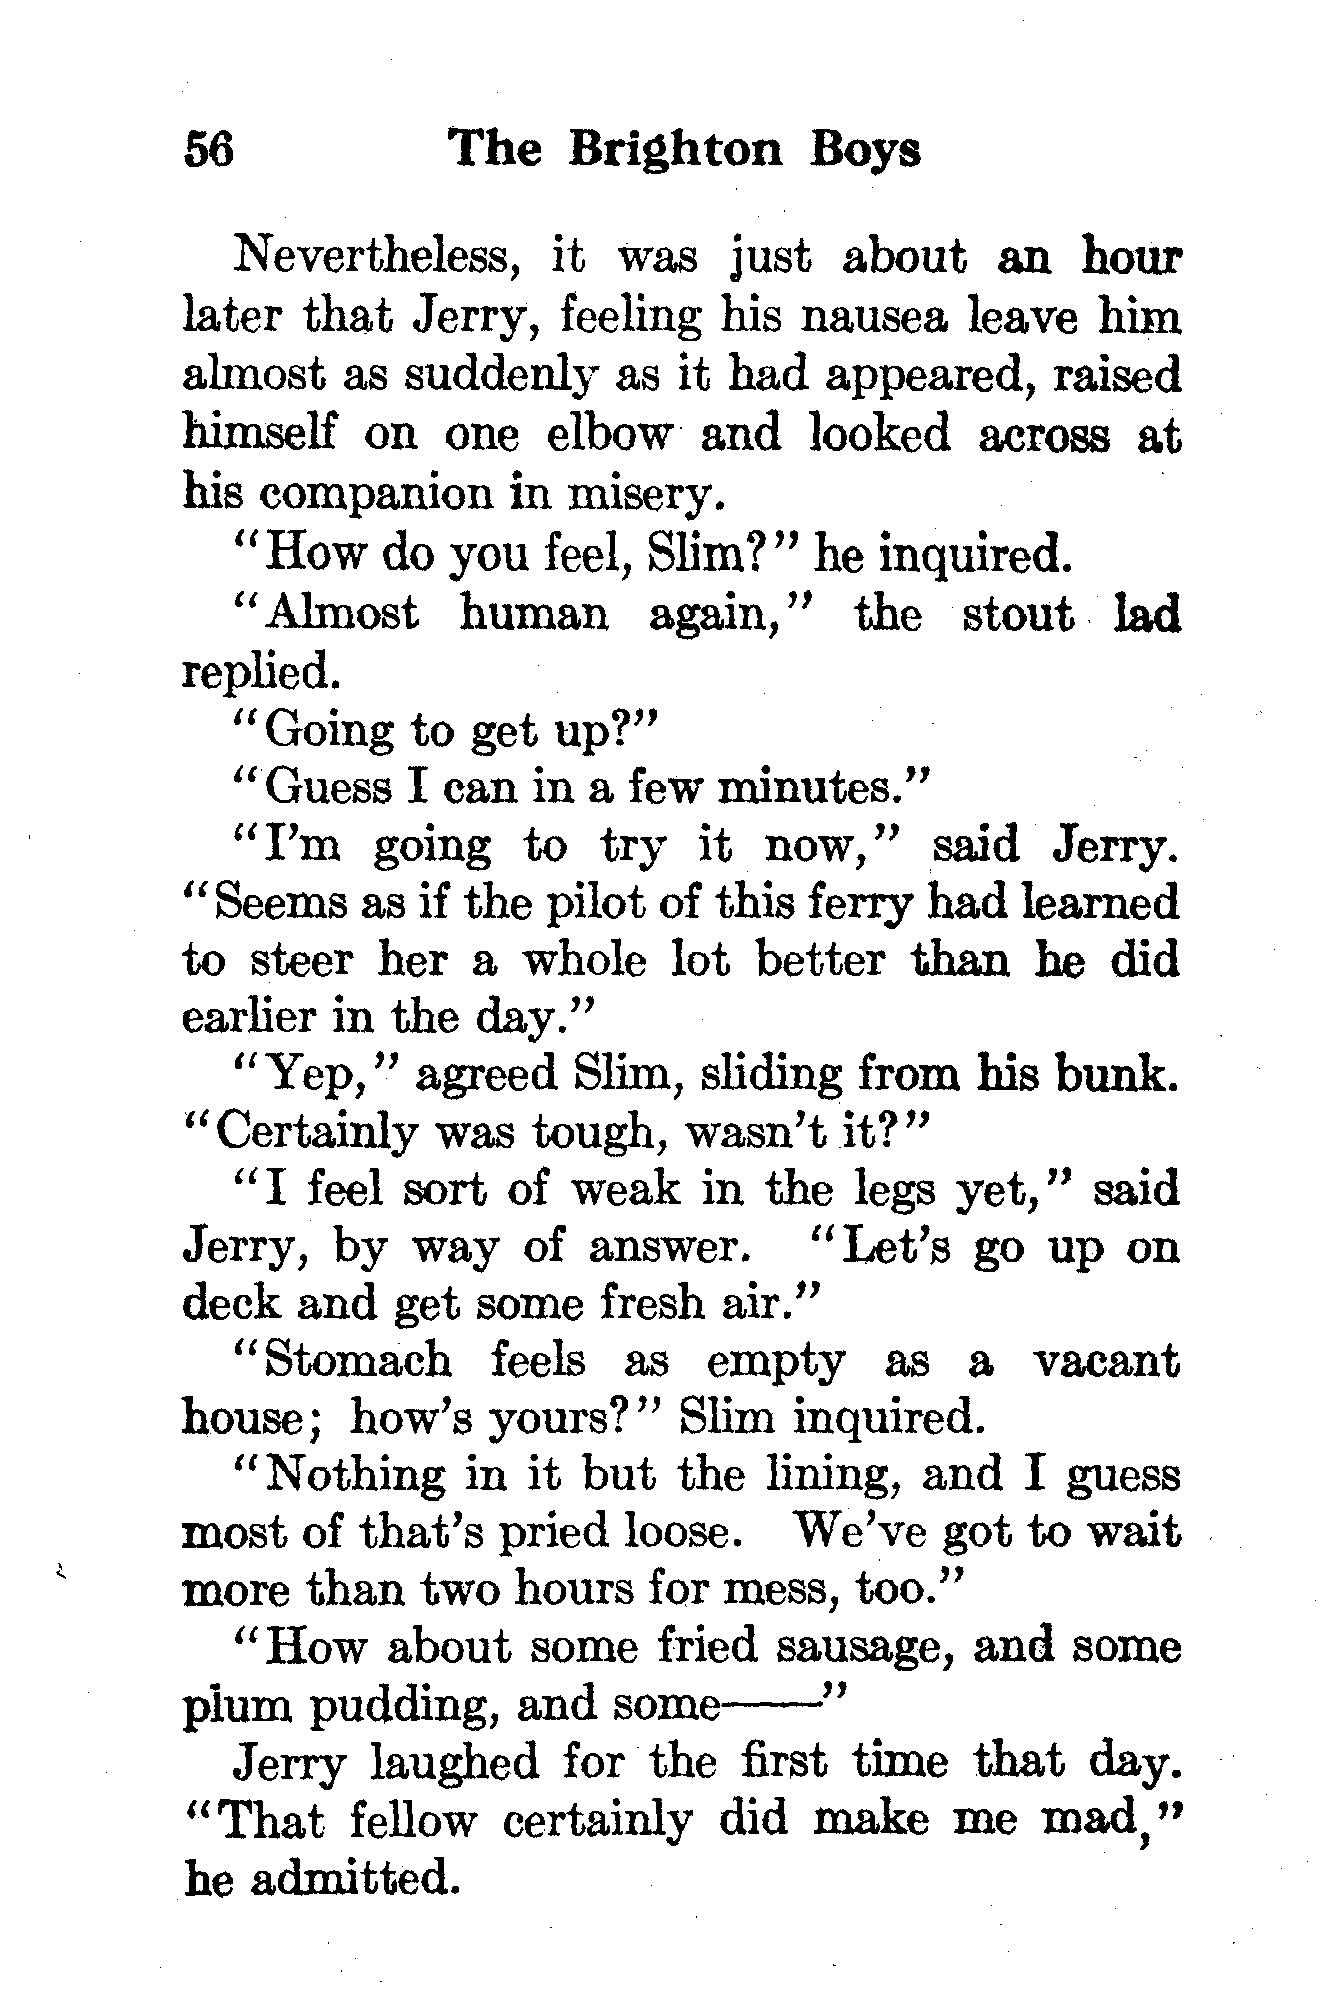 56 The Brighton Boys
Nevertheless, it was just about an hour
later that Jerry, feeling his nausea leave him
almost as suddenly as it had appeared, raised
himself on one elbow and looked across at
his companion in misery.
"How do you feel, Slim?" he inquired.
"Almost human again," the stout lad
replied.
"Going to get up?"
"Guess I can in a few minutes."
"I'm going to try it now," said Jerry.
"Seems as if the pilot of this ferry had learned
to steer her a whole lot better than he did
earlier in the day."
"Yep," agreed Slim, sliding from his bunk.
"Certainly was tough, wasn't it?"
"I feel sort of weak in the legs yet," said
Jerry, by way of answer. "Let's go up on
deck and get some fresh air."
"Stomach feels as empty as a vacant
house; how's yours?" Slim inquired.
"Nothing in it but the lining, and I guess
most of that's pried loose. We've got to wait
more than two hours for mess, too."
"How about some fried sausage, and some
plum pudding, and some——"
Jerry laughed for the first time that day.
"That fellow certainly did make me mad,"
he admitted.